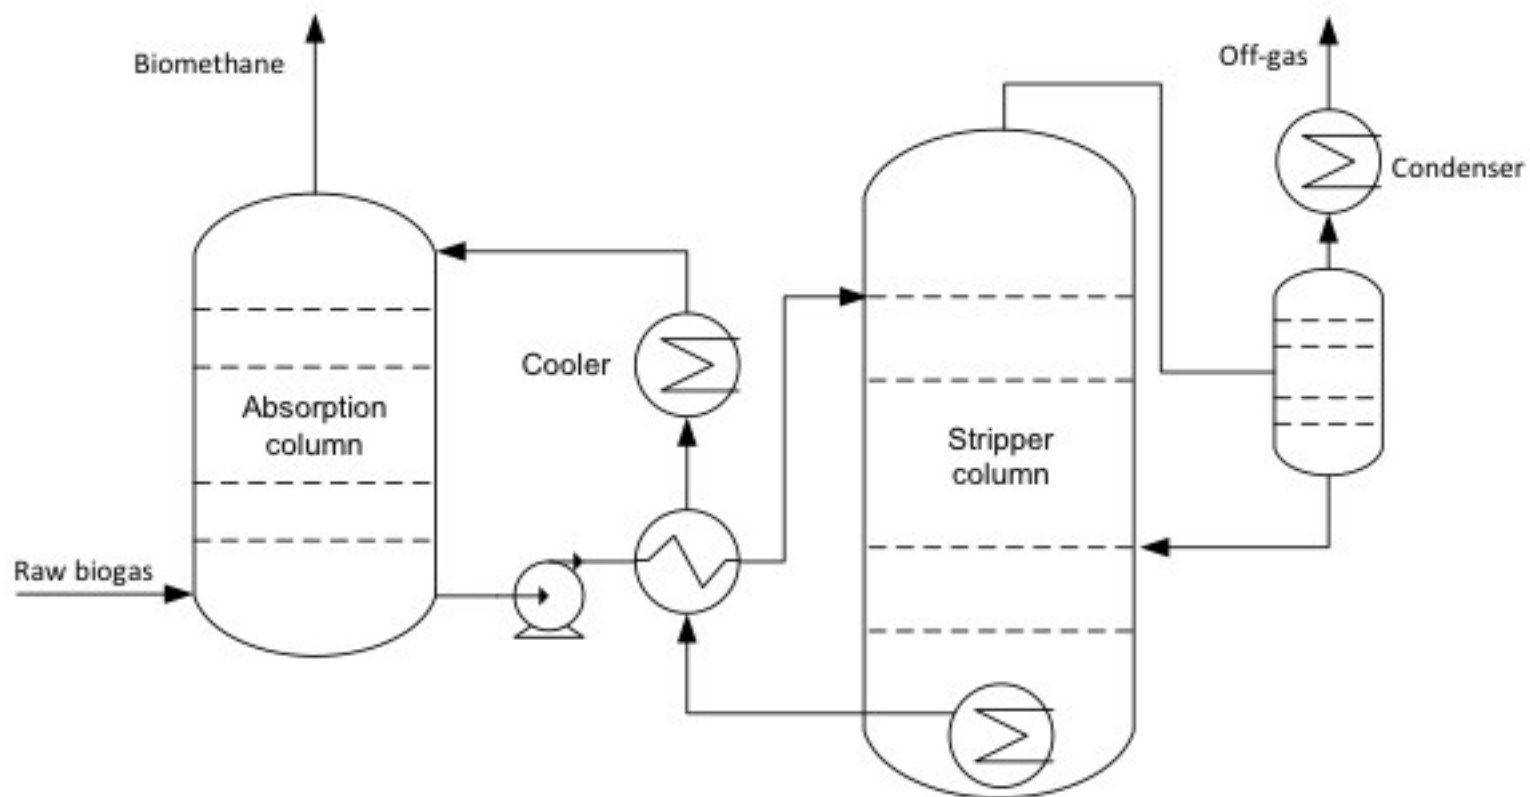 Biomethane
Off-gas
Condenser
Cooler
Absorption
column
Stripper
column
Raw biogas